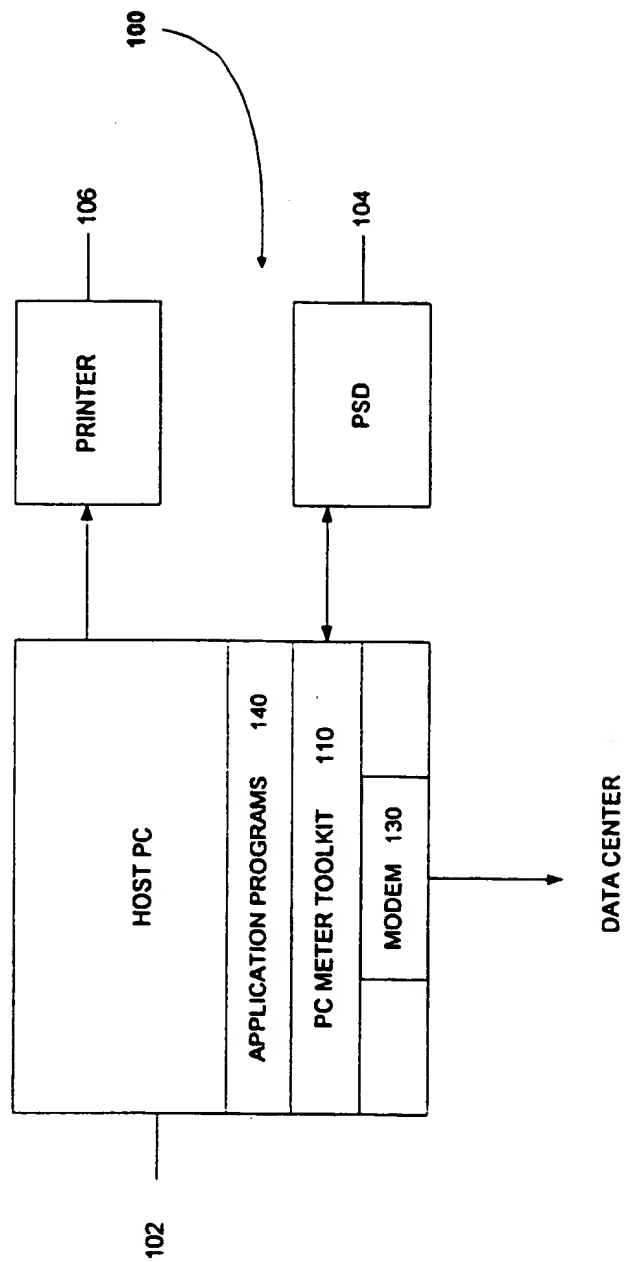 100
106
PRINTER
104
PSD
HOST PC
APPLICATION PROGRAMS 140
PC METER TOOLKIT 110
MODEM 130
102
DATA CENTER